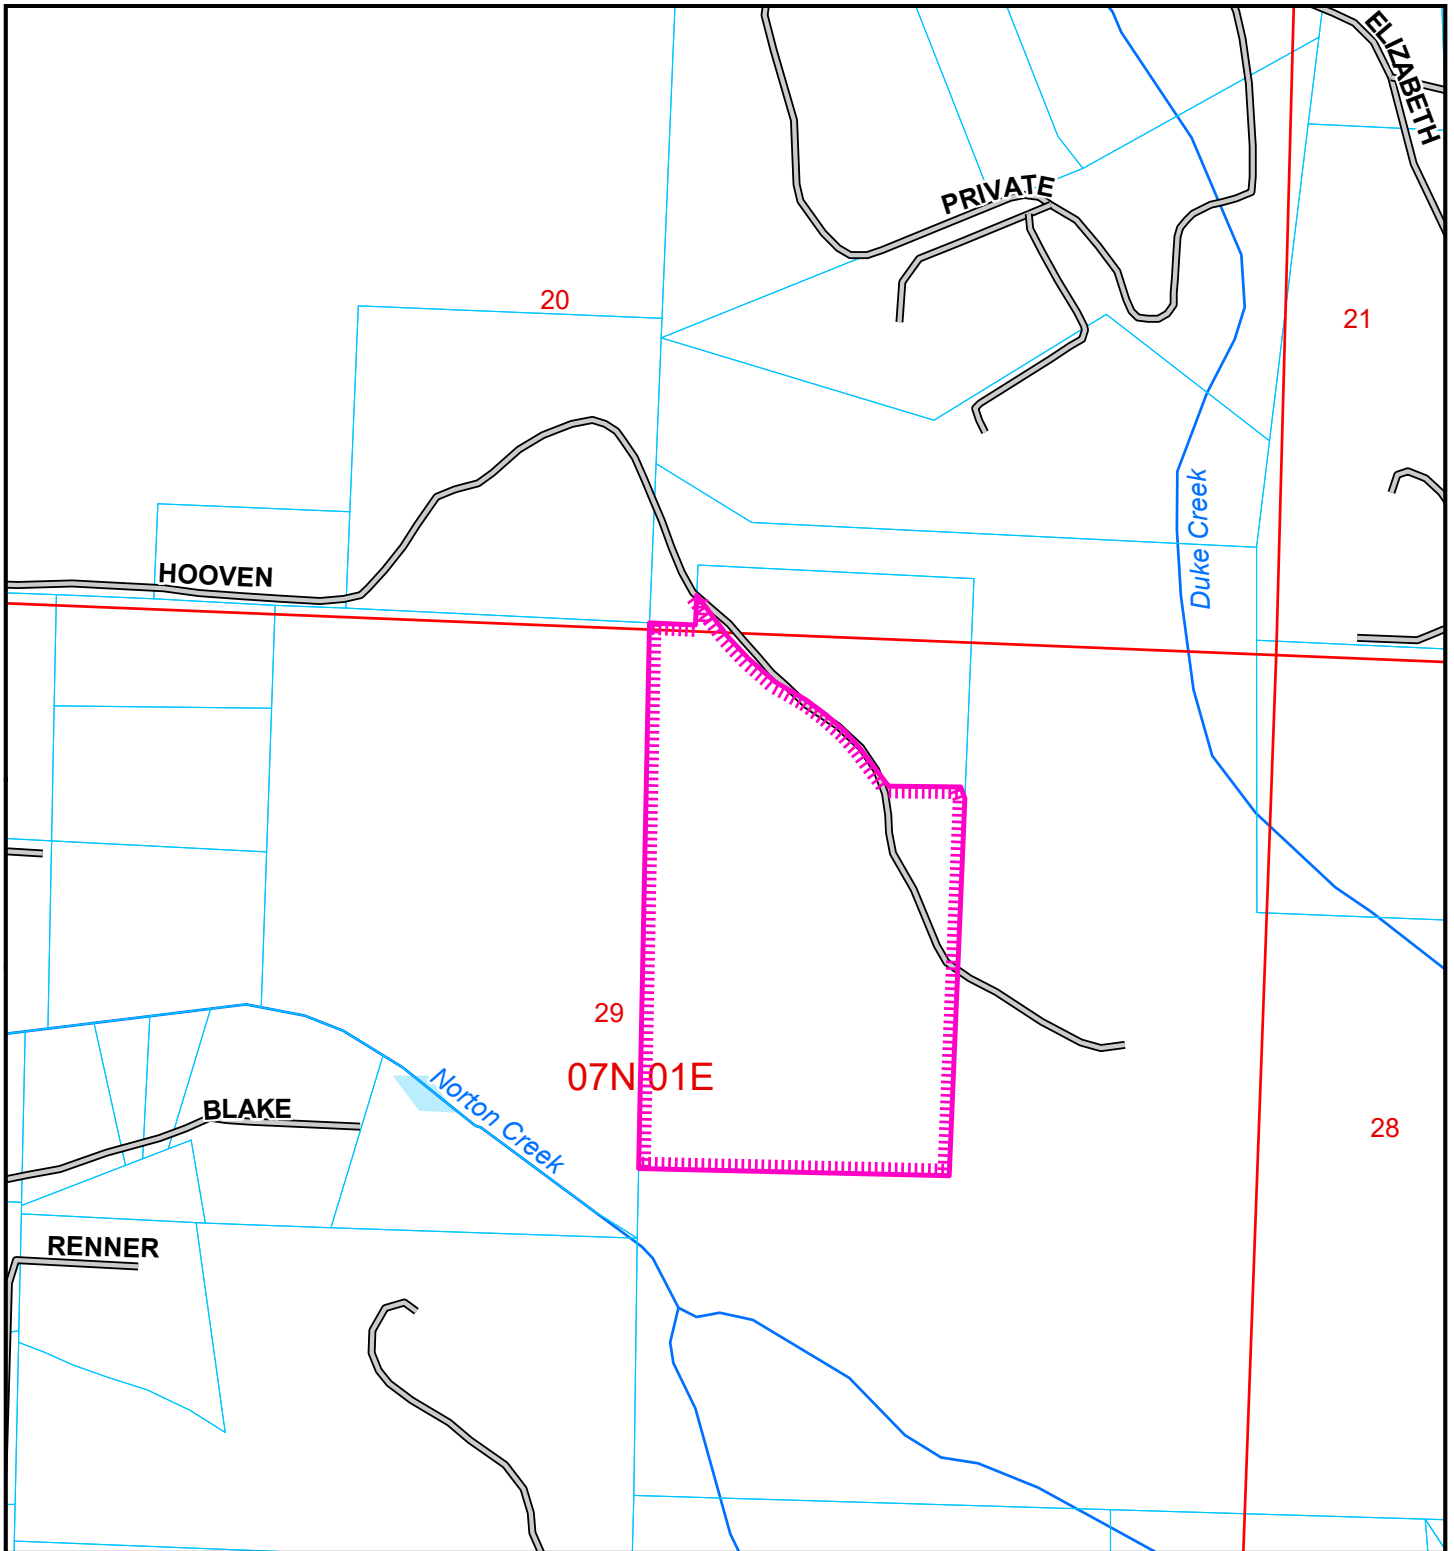 ELIZABETH
PRIVATE
20
21
Duke Creek
HOOVEN
29
07N 01E
Norton Creek
BLAKE
28
RENNER